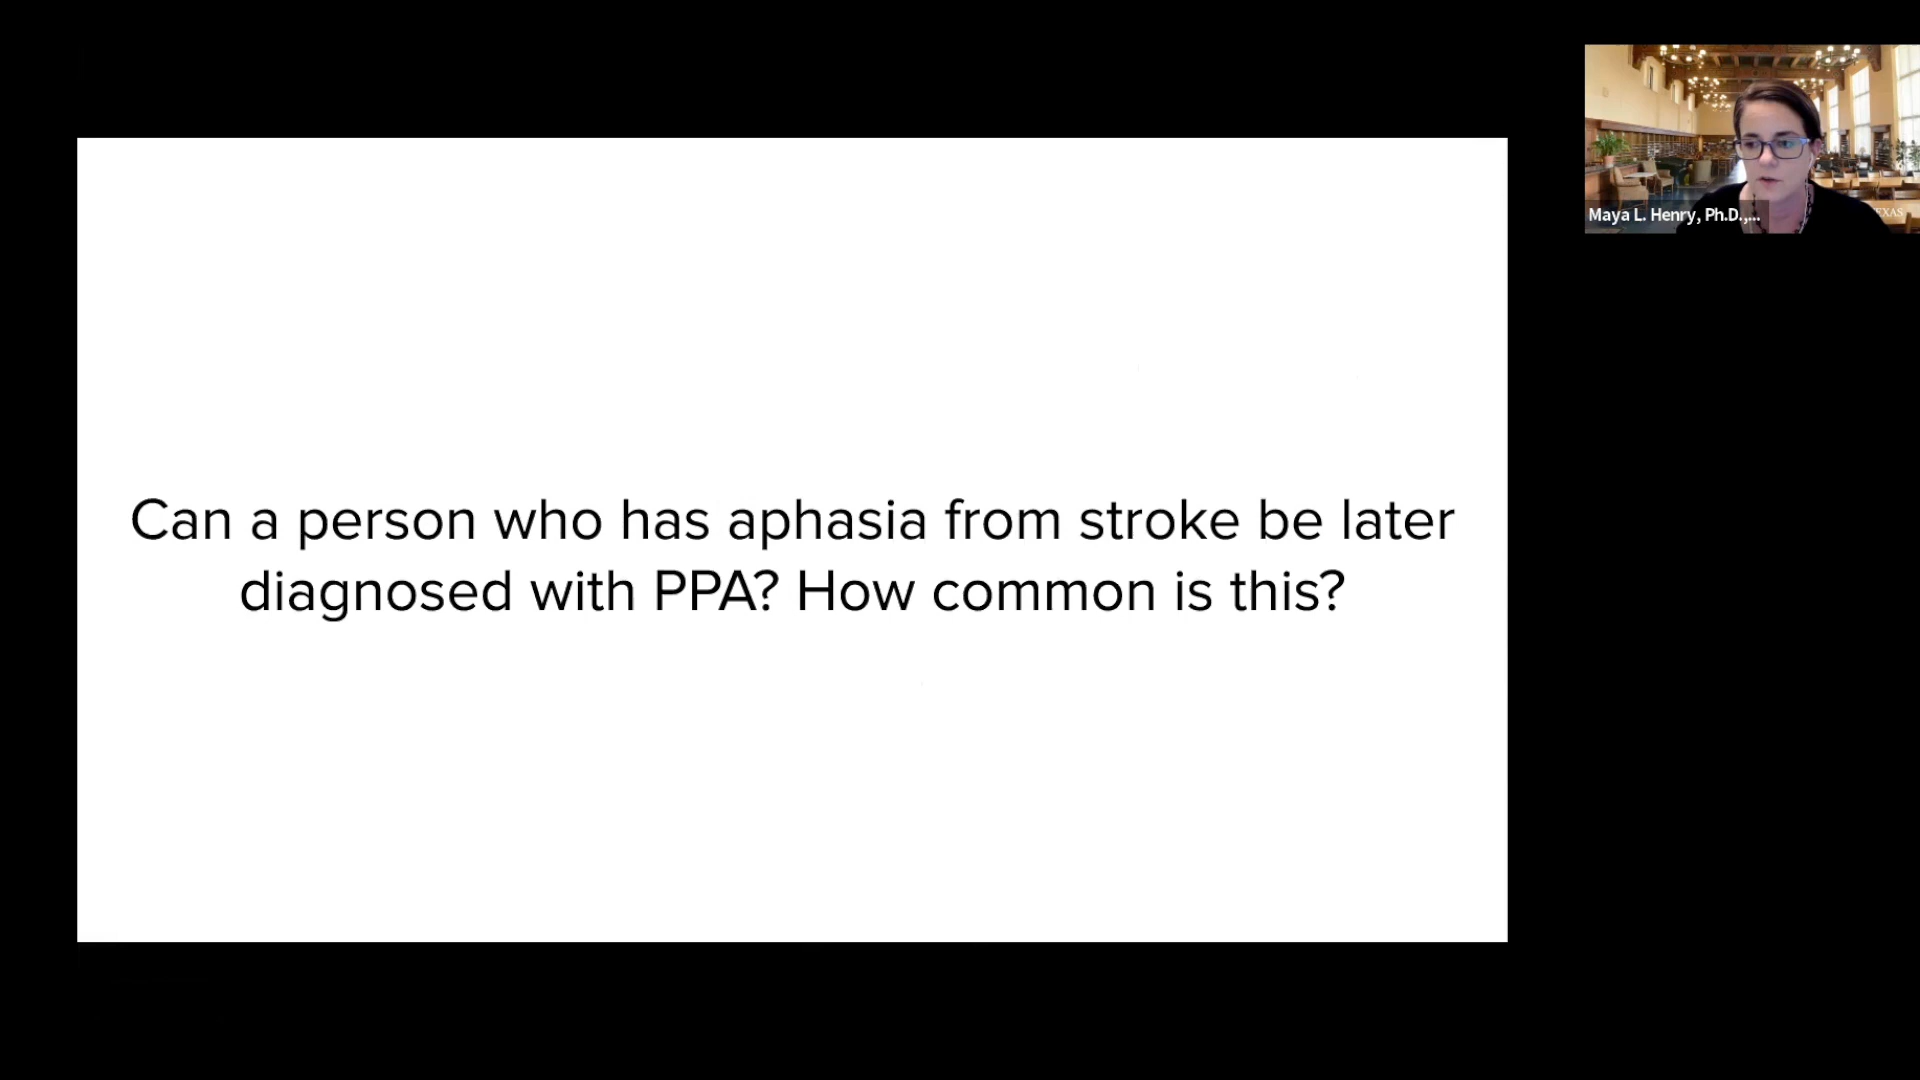 Can a person who has aphasia from stroke be later
diagnosed with PPA? How common is this?
Maya L. Henry, Ph.D.,...
EXAS